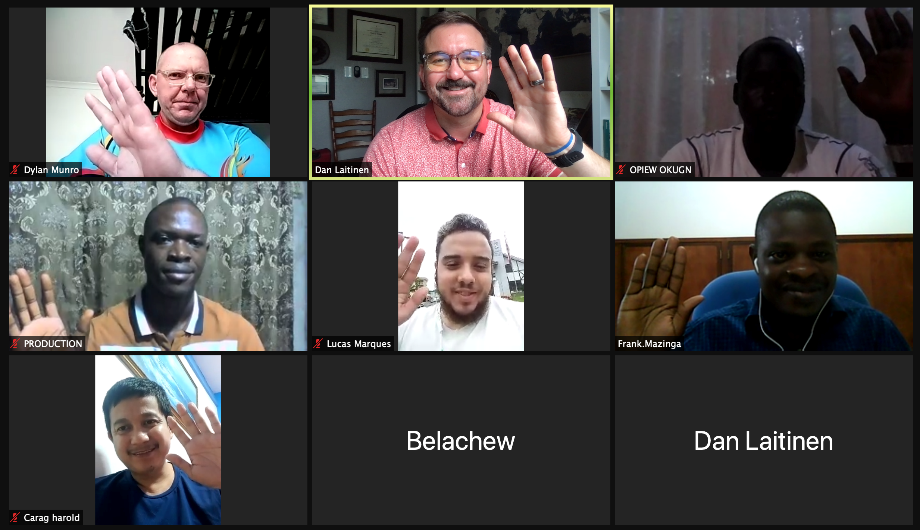 Dylan Munro
Dan Laitinen
OPIEW OKUGN
PRODUCTION
Lucas Marques
Frank.Mazinga
Carag harold
Belachew
Dan Laitinen